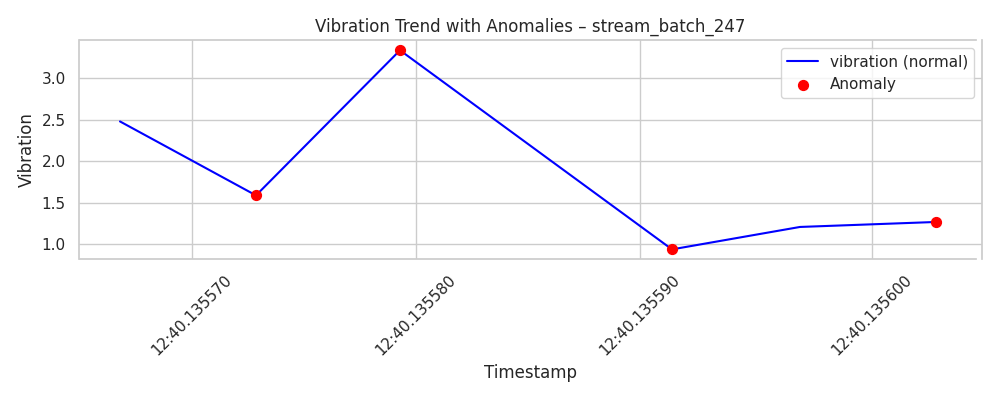 Vibration Trend with Anomalies – stream_batch_247
vibration (normal)
Anomaly
Vibration
3.0
2.5
2.0
1.5
1.0
12:40.135570
12:40.135580
12:40.135590
12:40.135600
Timestamp